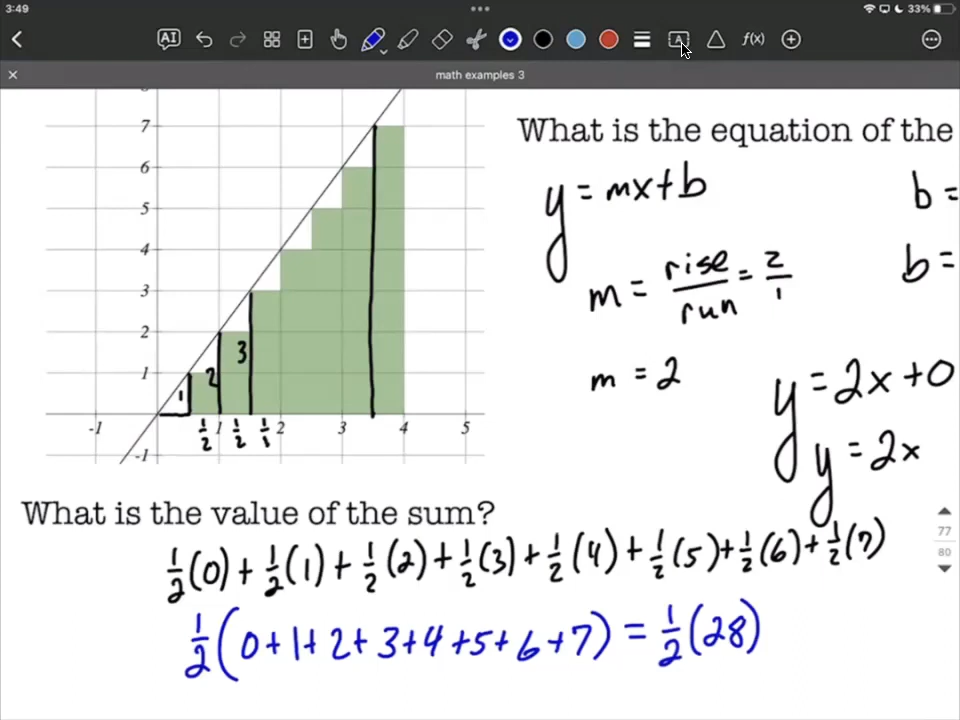 3:49
33%
AI
A
f(x)
math examples 3
7
6
5
4
3
2
1
-1
1
2
3
4
5
-1
1
2
3
1/2
1/2
What is the equation of the
y = mx+b
b =
m = rise/run = 2/1
b =
m = 2
y = 2x+0
y = 2x
77
80
What is the value of the sum?
1/2(0) + 1/2(1) + 1/2(2) + 1/2(3) + 1/2(4) + 1/2(5) + 1/2(6) + 1/2(7)
1/2(0+1+2+3+4+5+6+7) = 1/2(28)